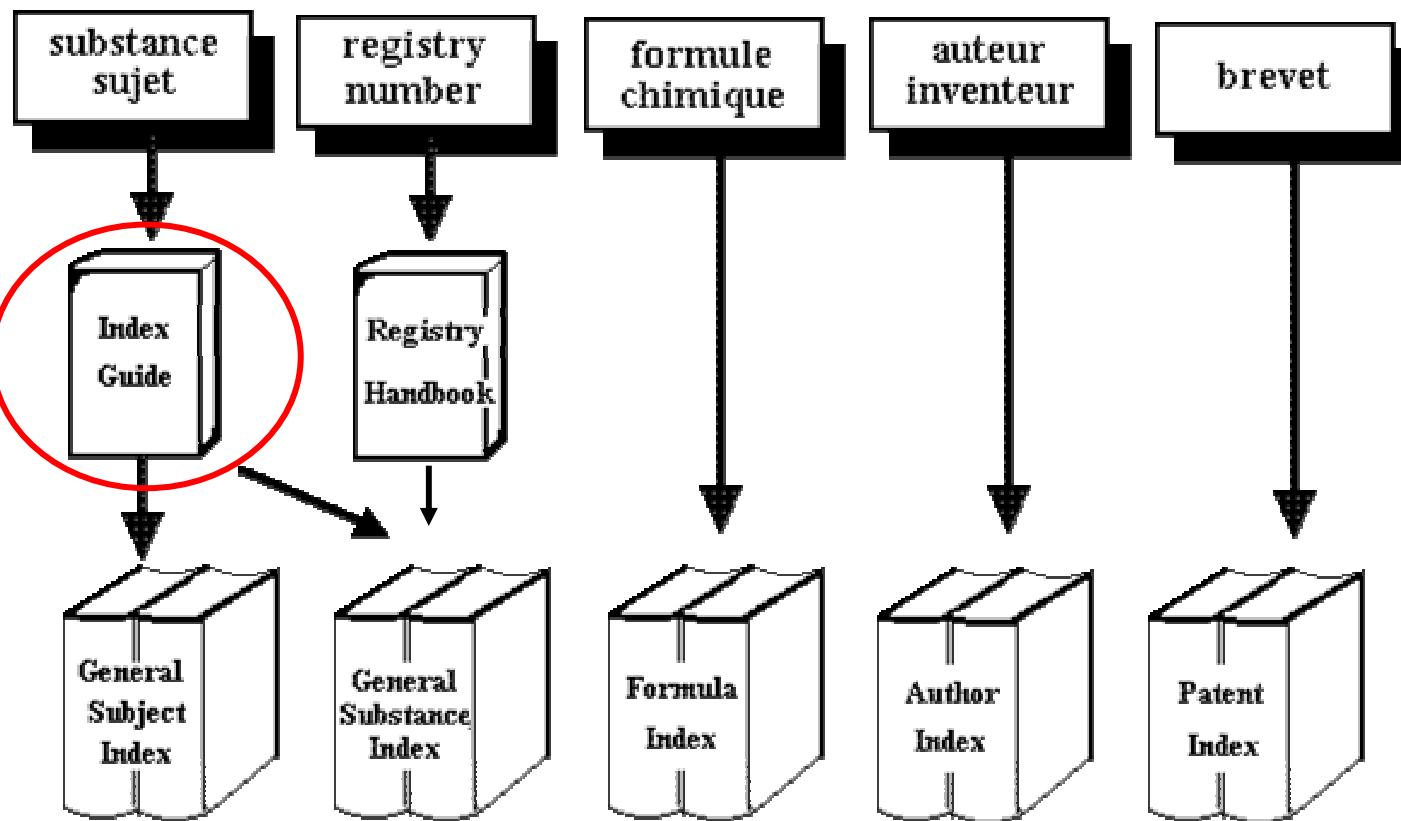 substance
sujet
registry
number
formule
chimique
auteur
inventeur
brevet
Index
Guide
Registry
Handbook
General
Subject
Index
General
Substance
Index
Formula
Index
Author
Index
Patent
Index